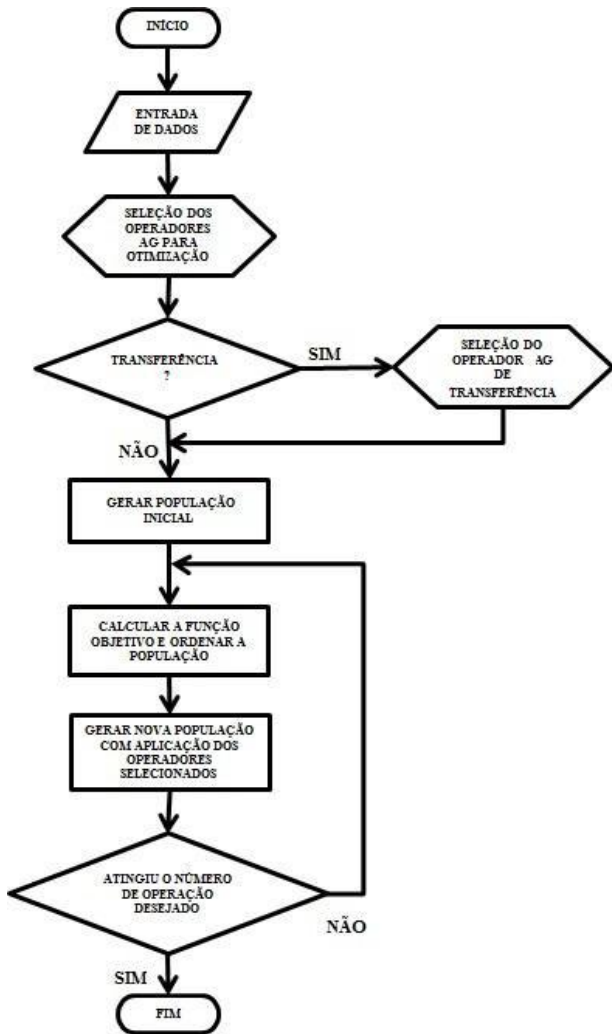 INÍCIO
ENTRADA
DE DADOS
SELEÇÃO DOS
OPERADORES
AG PARA
OTIMIZAÇÃO
TRANSFERÊNCIA
?
SIM
SELEÇÃO DO
OPERADOR AG
DE
TRANSFERÊNCIA
NÃO
GERAR POPULAÇÃO
INICIAL
CALCULAR A FUNÇÃO
OBJETIVO E ORDENAR A
POPULAÇÃO
GERAR NOVA POPULAÇÃO
COM APLICAÇÃO DOS
OPERADORES
SELECIONADOS
ATINGIU O NÚMERO
DE OPERAÇÃO
DESEJADO
NÃO
SIM
FIM